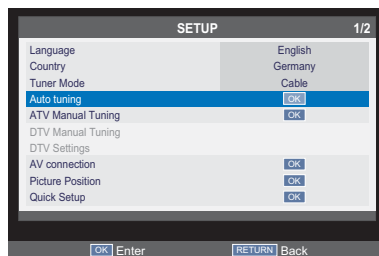 SETUP 1/2
Language English
Country Germany
Tuner Mode Cable
Auto tuning OK
ATV Manual Tuning OK
DTV Manual Tuning
DTV Settings
AV connection OK
Picture Position OK
Quick Setup OK
OK Enter RETURN Back